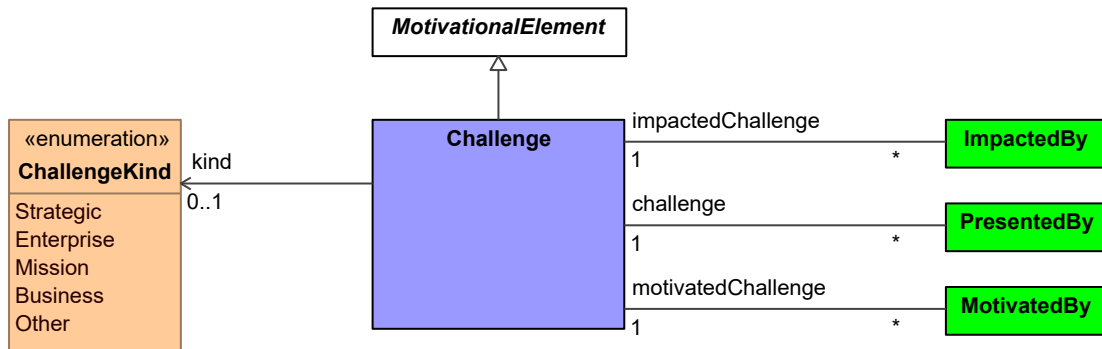 MotivationalElement
«enumeration»
ChallengeKind
Strategic
Enterprise
Mission
Business
Other
kind
0..1
Challenge
impactedChallenge
1
*
ImpactedBy
challenge
1
*
PresentedBy
motivatedChallenge
1
*
MotivatedBy